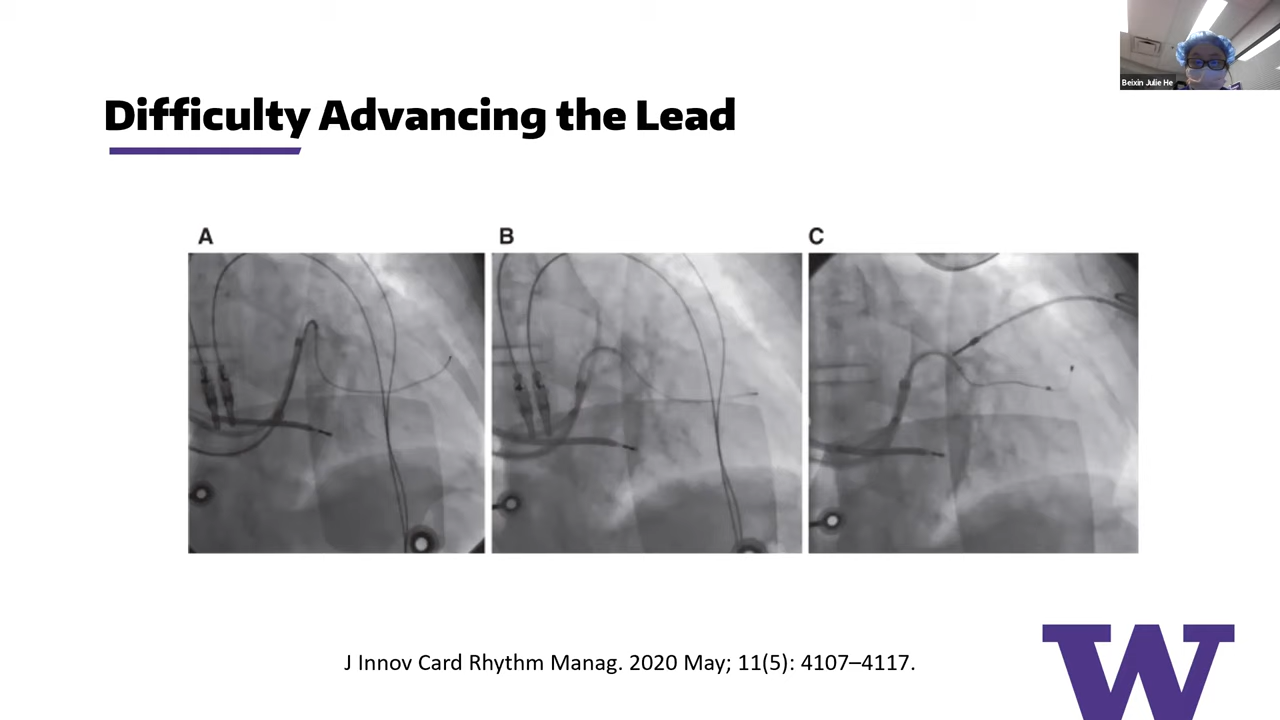 Beixin Julie He
Difficulty Advancing the Lead
A
B
C
J Innov Card Rhythm Manag. 2020 May; 11(5): 4107–4117.
W